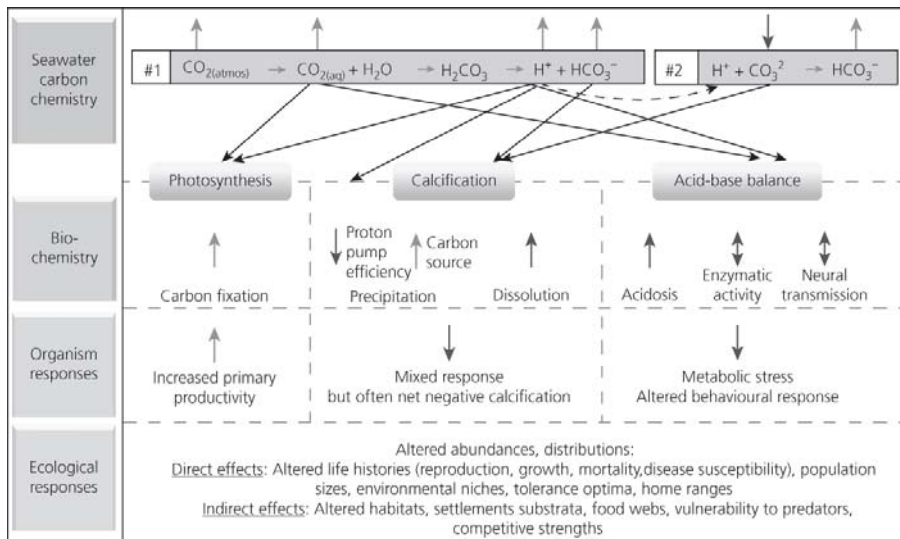 Seawater
carbon
chemistry
#1 CO2(atmos) → CO2(aq) + H2O → H2CO3 → H+ + HCO3−
#2 H+ + CO3 2 → HCO3−
Photosynthesis
Calcification
Acid-base balance
Bio-
chemistry
Carbon fixation
Proton
pump
efficiency
Carbon
source
Precipitation
Dissolution
Acidosis
Enzymatic
activity
Neural
transmission
Organism
responses
Increased primary
productivity
Mixed response
but often net negative calcification
Metabolic stress
Altered behavioural response
Ecological
responses
Altered abundances, distributions:
Direct effects: Altered life histories (reproduction, growth, mortality,disease susceptibility), population
sizes, environmental niches, tolerance optima, home ranges
Indirect effects: Altered habitats, settlements substrata, food webs, vulnerability to predators,
competitive strengths